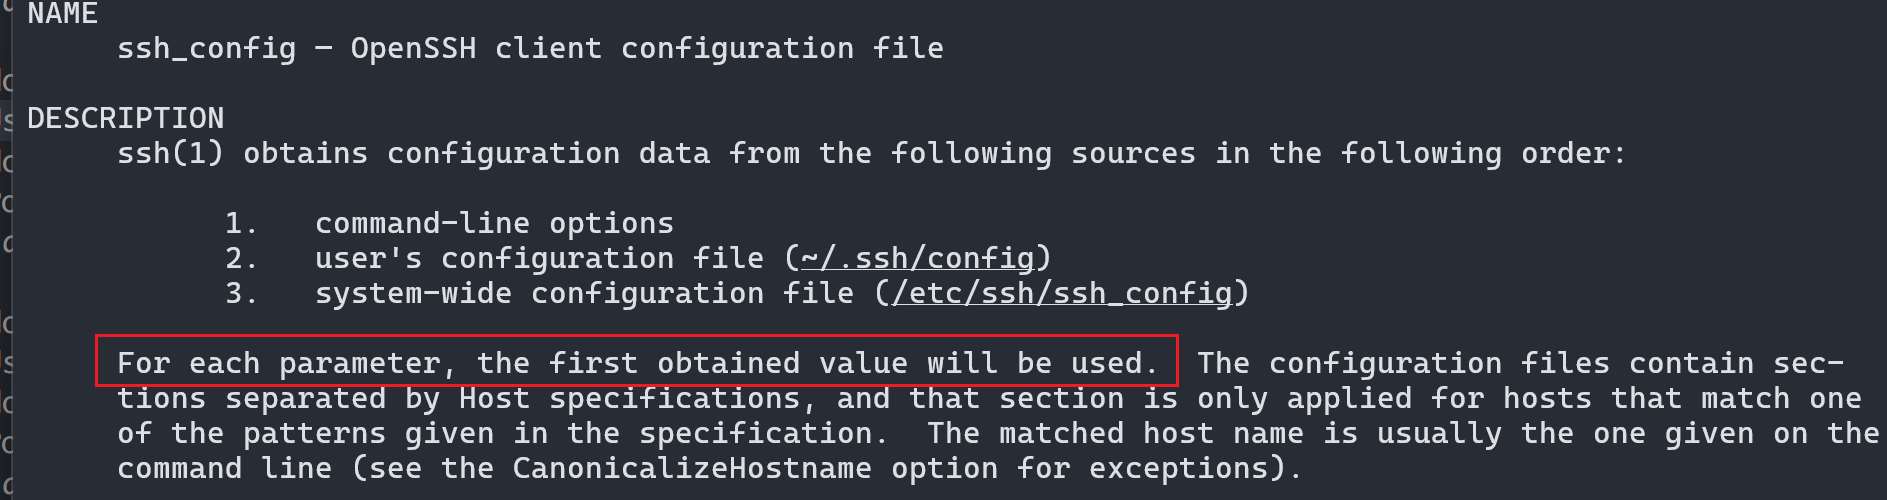 NAME
ssh_config — OpenSSH client configuration file
DESCRIPTION
ssh(1) obtains configuration data from the following sources in the following order:
1. command-line options
2. user's configuration file (~/.ssh/config)
3. system-wide configuration file (/etc/ssh/ssh_config)
For each parameter, the first obtained value will be used. The configuration files contain sec-
tions separated by Host specifications, and that section is only applied for hosts that match one
of the patterns given in the specification. The matched host name is usually the one given on the
command line (see the CanonicalizeHostname option for exceptions).